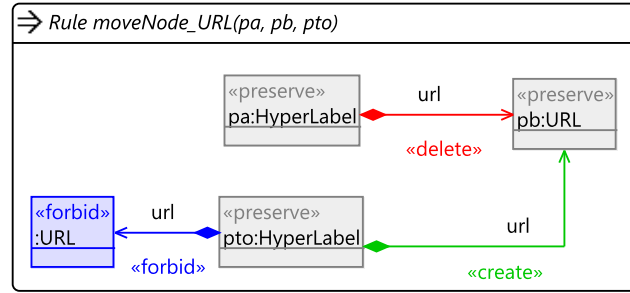 Rule moveNode_URL(pa, pb, pto)
«preserve»
pa:HyperLabel
url
«delete»
«preserve»
pb:URL
«forbid»
:URL
url
«forbid»
«preserve»
pto:HyperLabel
url
«create»